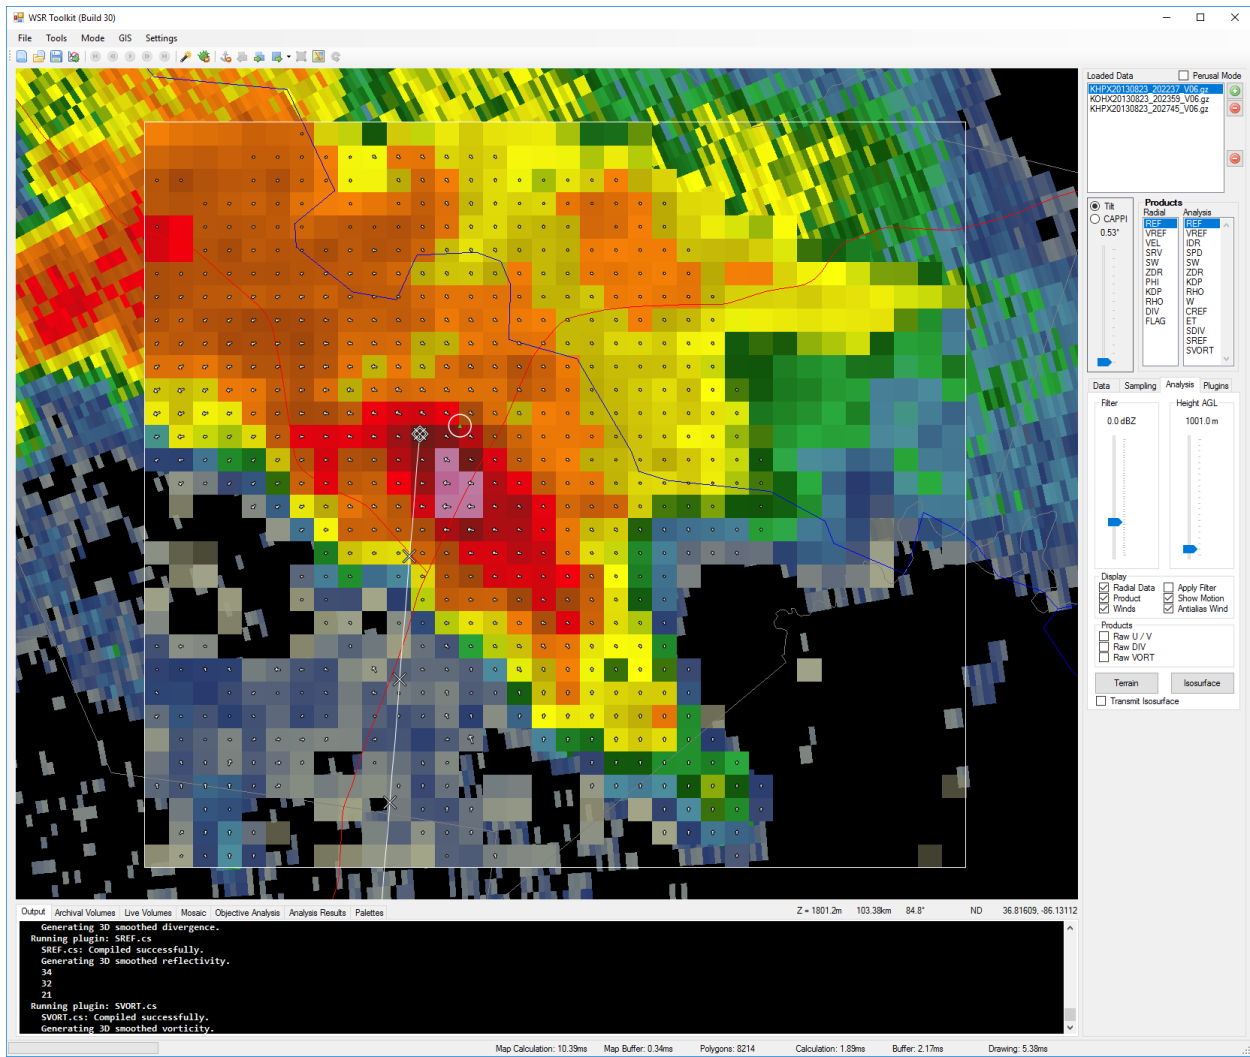 WSR Toolkit (Build 30)
File Tools Mode GIS Settings
Loaded Data Perusal Mode
KHPX20130823_202237_V06.gz
KOHX20130823_202359_V06.gz
KHPX20130823_202745_V06.gz
Tilt
CAPPI
0.53°
Products
Radial Analysis
REF REF
VREF VREF
VEL IDR
SRV SPD
SW SW
ZDR ZDR
PHI KDP
KDP RHO
RHO W
DIV CREF
FLAG ET
SDIV
SREF
SVORT
Data Sampling Analysis Plugins
Filter Height AGL
0.0 dBZ 1001.0 m
Display
Radial Data Apply Filter
Product Show Motion
Winds Antialias Wind
Products
Raw U / V
Raw DIV
Raw VORT
Terrain Isosurface
Transmit Isosurface
Output Archival Volumes Live Volumes Mosaic Objective Analysis Analysis Results Palettes Z = 1801.2m 103.38km 84.8° ND 36.81609, -86.13112
Generating 3D smoothed divergence.
Running plugin: SREF.cs
SREF.cs: Compiled successfully.
Generating 3D smoothed reflectivity.
34
32
21
Running plugin: SVORT.cs
SVORT.cs: Compiled successfully.
Generating 3D smoothed vorticity.
Map Calculation: 10.39ms Map Buffer: 0.34ms Polygons: 8214 Calculation: 1.89ms Buffer: 2.17ms Drawing: 5.38ms